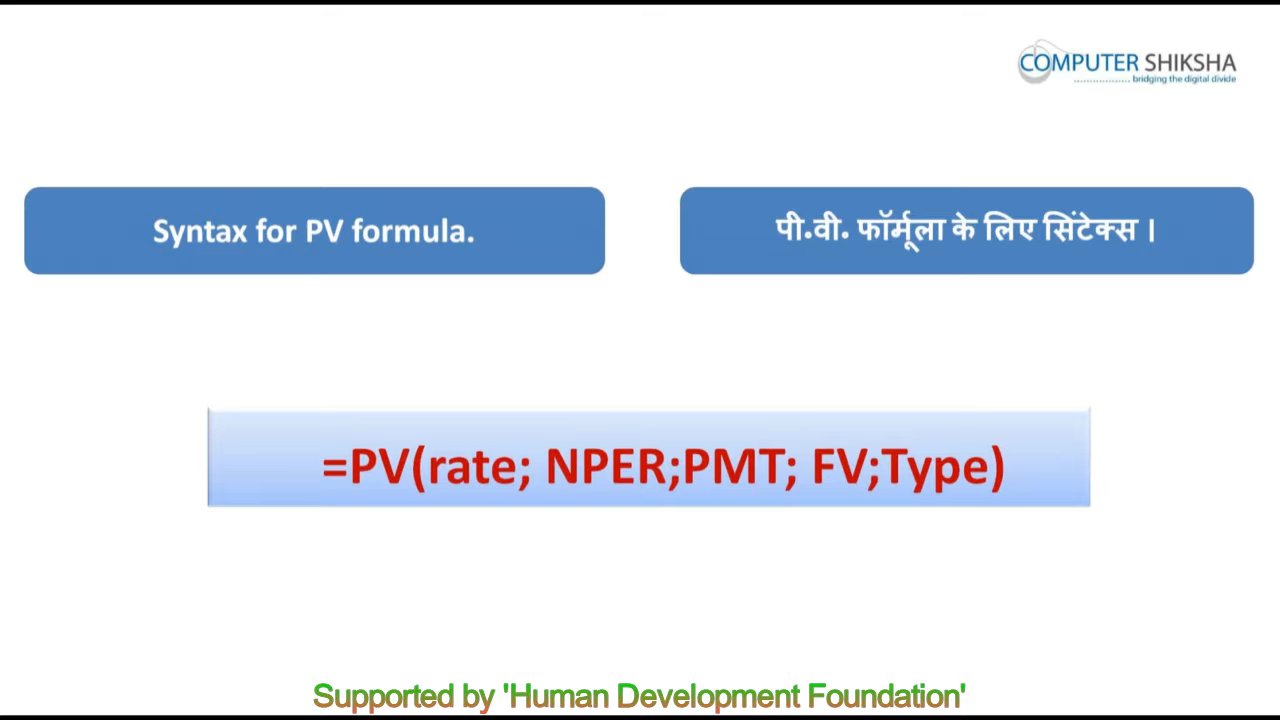 COMPUTER SHIKSHA
bridging the digital divide
Syntax for PV formula.
पी.वी. फॉर्मूला के लिए सिंटेक्स ।
=PV(rate; NPER;PMT; FV;Type)
Supported by 'Human Development Foundation'